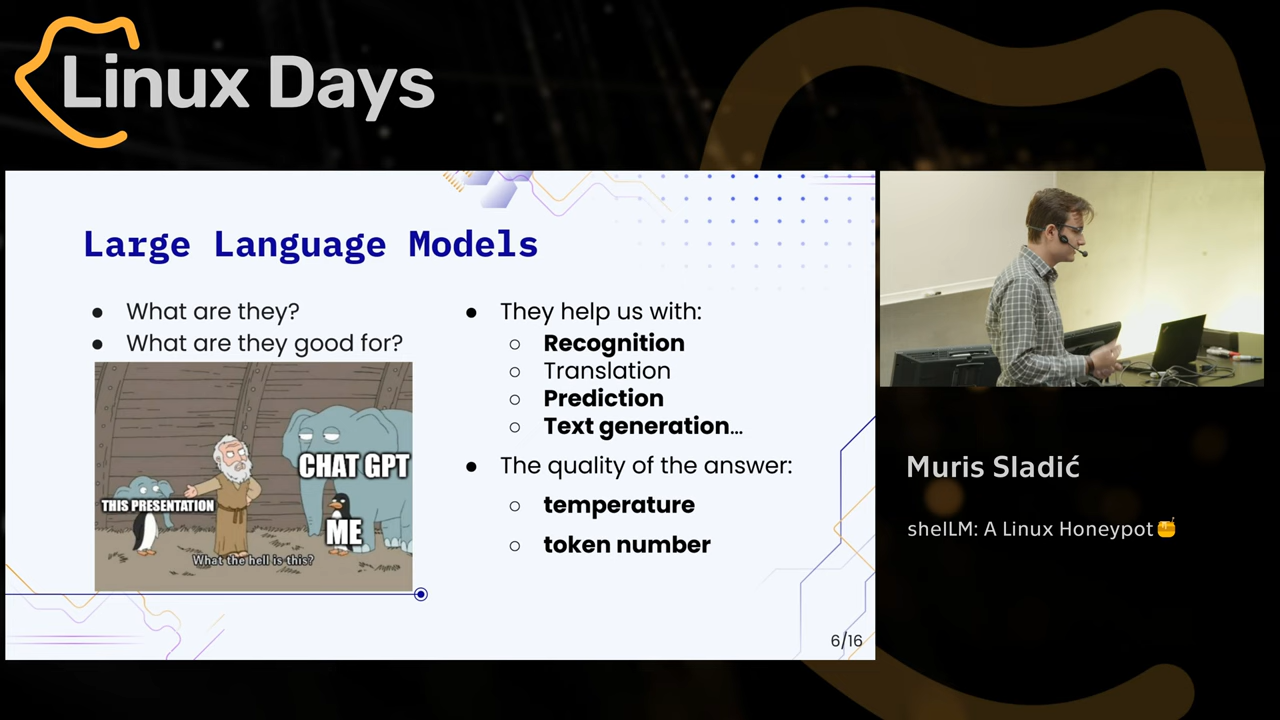 Linux Days
Large Language Models
● What are they?
● What are they good for?
CHAT GPT
THIS PRESENTATION
ME
What the hell is this?
● They help us with:
○ Recognition
○ Translation
○ Prediction
○ Text generation...
● The quality of the answer:
○ temperature
○ token number
6/16
Muris Sladić
shelLM: A Linux Honeypot🍯